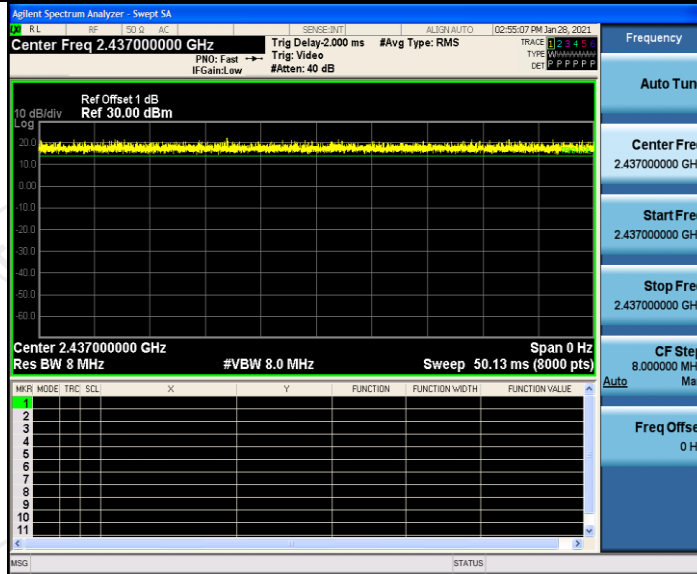 Agilent Spectrum Analyzer - Swept SA
RL RF 50 Ω AC SENSE:INT ALIGN AUTO 02:55:07 PM Jan 28, 2021
Center Freq 2.437000000 GHz
PNO: Fast
IFGain:Low
Trig Delay-2.000 ms
Trig: Video
#Atten: 40 dB
#Avg Type: RMS
TRACE 1 2 3 4 5 6
TYPE
DET P P P P P P
Ref Offset 1 dB
10 dB/div Ref 30.00 dBm
Log
20.0
10.0
0.00
-10.0
-20.0
-30.0
-40.0
-50.0
-60.0
Center 2.437000000 GHz Span 0 Hz
Res BW 8 MHz #VBW 8.0 MHz Sweep 50.13 ms (8000 pts)
MKR MODE TRC SCL X Y FUNCTION FUNCTION WIDTH FUNCTION VALUE
1
2
3
4
5
6
7
8
9
10
11
MSG STATUS
Frequency
Auto Tun
Center Fre
2.437000000 GH
Start Fre
2.437000000 GH
Stop Fre
2.437000000 GH
CF Ste
8.000000 MH
Auto Ma
Freq Offse
0 H